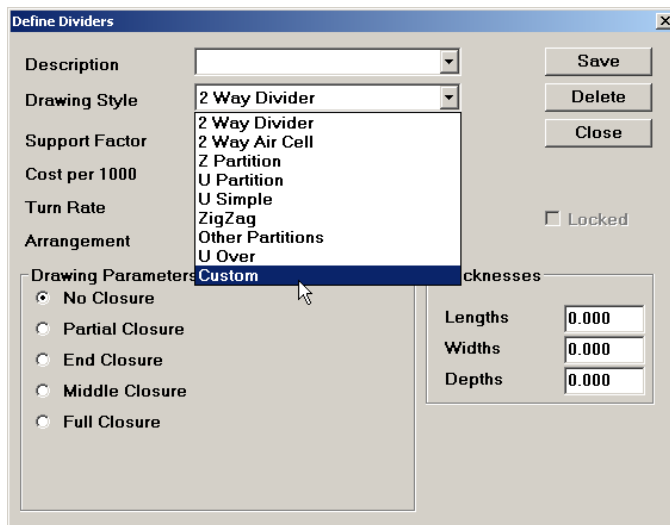 Define Dividers
Description
Save
Drawing Style
2 Way Divider
Delete
2 Way Divider
Close
Support Factor
2 Way Air Cell
Z Partition
Cost per 1000
U Partition
U Simple
Turn Rate
ZigZag
Locked
Arrangement
Other Partitions
U Over
Drawing Parameters
Custom
cknesses
No Closure
Lengths
0.000
Partial Closure
Widths
0.000
End Closure
Depths
0.000
Middle Closure
Full Closure